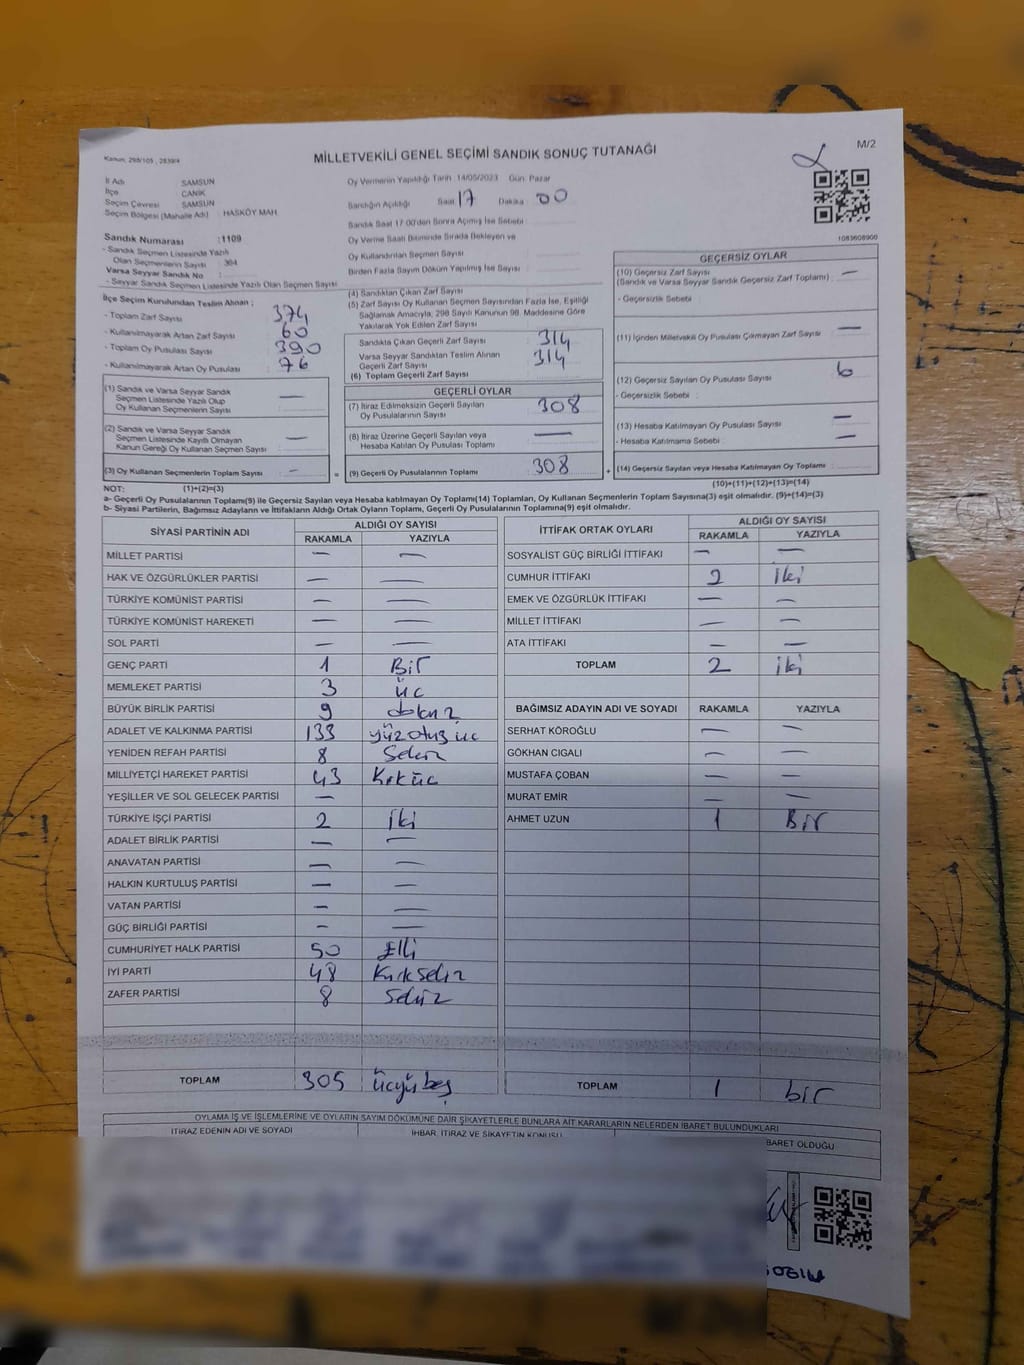 Kanun: 298/105 , 2839/4
MİLLETVEKİLİ GENEL SEÇİMİ SANDIK SONUÇ TUTANAĞI
M/2
İl Adı : SAMSUN
İlçe : CANİK
Seçim Çevresi : SAMSUN
Seçim Bölgesi (Mahalle Adı) : HASKÖY MAH.
Oy Vermenin Yapıldığı Tarih :14/05/2023 Gün: Pazar
Sandığın Açıldığı Saat 17 Dakika 00
Sandık Saat 17:00'den Sonra Açılmış İse Sebebi :
Oy Verme Saati Bitiminde Sırada Bekleyen ve
Oy Kullandırılan Seçmen Sayısı :
Birden Fazla Sayım Döküm Yapılmış İse Sayısı :
1083608900
Sandık Numarası :1109
- Sandık Seçmen Listesinde Yazılı
Olan Seçmenlerin Sayısı : 364
Varsa Seyyar Sandık No :
- Seyyar Sandık Seçmen Listesinde Yazılı Olan Seçmen Sayısı
İlçe Seçim Kurulundan Teslim Alınan ;
- Toplam Zarf Sayısı : 374
- Kullanılmayarak Artan Zarf Sayısı : 60
- Toplam Oy Pusulası Sayısı : 390
- Kullanılmayarak Artan Oy Pusulası : 76
(4) Sandıktan Çıkan Zarf Sayısı
(5) Zarf Sayısı Oy Kullanan Seçmen Sayısından Fazla İse, Eşitliği
Sağlamak Amacıyla, 298 Sayılı Kanunun 98. Maddesine Göre
Yakılarak Yok Edilen Zarf Sayısı
Sandıkta Çıkan Geçerli Zarf Sayısı : 314
Varsa Seyyar Sandıktan Teslim Alınan
Geçerli Zarf Sayısı : 314
(6) Toplam Geçerli Zarf Sayısı :
GEÇERSİZ OYLAR
(10) Geçersiz Zarf Sayısı : —
(Sandık ve Varsa Seyyar Sandık Geçersiz Zarf Toplamı)
- Geçersizlik Sebebi :
(11) İçinden Milletvekili Oy Pusulası Çıkmayan Zarf Sayısı : —
(12) Geçersiz Sayılan Oy Pusulası Sayısı : 6
- Geçersizlik Sebebi :
(13) Hesaba Katılmayan Oy Pusulası Sayısı : —
- Hesaba Katılmama Sebebi : —
(14) Geçersiz Sayılan veya Hesaba Katılmayan Oy Toplamı :
(10)+(11)+(12)+(13)=(14)
(1) Sandık ve Varsa Seyyar Sandık
Seçmen Listesinde Yazılı Olup
Oy Kullanan Seçmenlerin Sayısı : —
(2) Sandık ve Varsa Seyyar Sandık
Seçmen Listesinde Kayıtlı Olmayan
Kanun Gereği Oy Kullanan Seçmen Sayısı : —
(3) Oy Kullanan Seçmenlerin Toplam Sayısı : —
GEÇERLİ OYLAR
(7) İtiraz Edilmeksizin Geçerli Sayılan
Oy Pusulalarının Sayısı : 308
(8) İtiraz Üzerine Geçerli Sayılan veya
Hesaba Katılan Oy Pusulaları Toplamı : —
(9) Geçerli Oy Pusulalarının Toplamı : 308
NOT: (1)+(2)=(3)
a- Geçerli Oy Pusulalarının Toplamı(9) ile Geçersiz Sayılan veya Hesaba katılmayan Oy Toplamı(14) Toplamları, Oy Kullanan Seçmenlerin Toplam Sayısına(3) eşit olmalıdır. (9)+(14)=(3)
b- Siyasi Partilerin, Bağımsız Adayların ve İttifakların Aldığı Ortak Oyların Toplamı, Geçerli Oy Pusulalarının Toplamına(9) eşit olmalıdır.
SİYASİ PARTİNİN ADI ALDIĞI OY SAYISI
RAKAMLA YAZIYLA
MİLLET PARTİSİ — —
HAK VE ÖZGÜRLÜKLER PARTİSİ — —
TÜRKİYE KOMÜNİST PARTİSİ — —
TÜRKİYE KOMÜNİST HAREKETİ — —
SOL PARTİ — —
GENÇ PARTİ 1 Bir
MEMLEKET PARTİSİ 3 üc
BÜYÜK BİRLİK PARTİSİ 9 dokuz
ADALET VE KALKINMA PARTİSİ 133 yüzotuz üc
YENİDEN REFAH PARTİSİ 8 Sekiz
MİLLİYETÇİ HAREKET PARTİSİ 43 Kırküc
YEŞİLLER VE SOL GELECEK PARTİSİ —
TÜRKİYE İŞÇİ PARTİSİ 2 İki
ADALET BİRLİK PARTİSİ — —
ANAVATAN PARTİSİ — —
HALKIN KURTULUŞ PARTİSİ — —
VATAN PARTİSİ — —
GÜÇ BİRLİĞİ PARTİSİ — —
CUMHURİYET HALK PARTİSİ 50 Elli
İYİ PARTİ 48 Kırksekiz
ZAFER PARTİSİ 8 Sekiz
TOPLAM 305 üçyübeş
İTTİFAK ORTAK OYLARI ALDIĞI OY SAYISI
RAKAMLA YAZIYLA
SOSYALİST GÜÇ BİRLİĞİ İTTİFAKI — —
CUMHUR İTTİFAKI 2 İki
EMEK VE ÖZGÜRLÜK İTTİFAKI — —
MİLLET İTTİFAKI — —
ATA İTTİFAKI — —
TOPLAM 2 iki
BAĞIMSIZ ADAYIN ADI VE SOYADI RAKAMLA YAZIYLA
SERHAT KÖROĞLU — —
GÖKHAN CIGALI — —
MUSTAFA ÇOBAN — —
MURAT EMİR — —
AHMET UZUN 1 Bir
TOPLAM 1 bir
OYLAMA İŞ VE İŞLEMLERİNE VE OYLARIN SAYIM DÖKÜMÜNE DAİR ŞİKAYETLERLE BUNLARA AİT KARARLARIN NELERDEN İBARET BULUNDUKLARI
İTİRAZ EDENİN ADI VE SOYADI İHBAR, İTİRAZ VE ŞİKAYETİN KONUSU BARET OLDUĞU